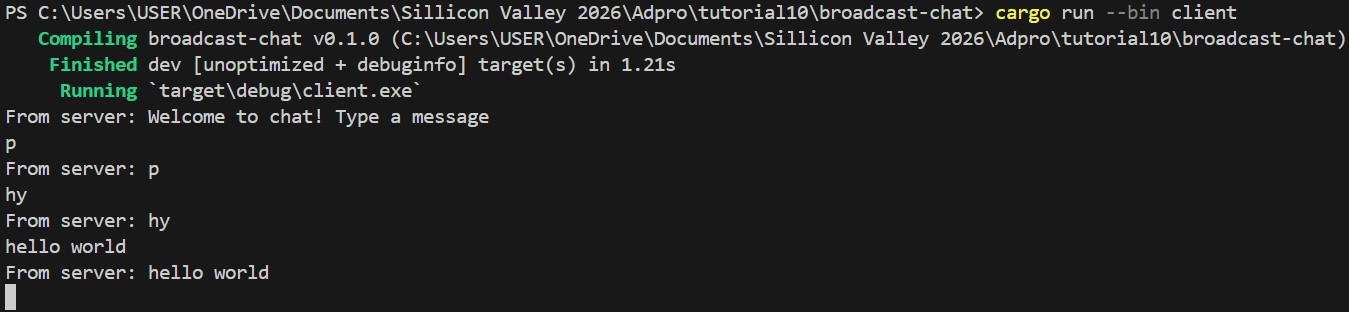 PS C:\Users\USER\OneDrive\Documents\Sillicon Valley 2026\Adpro\tutorial10\broadcast-chat> cargo run --bin client
Compiling broadcast-chat v0.1.0 (C:\Users\USER\OneDrive\Documents\Sillicon Valley 2026\Adpro\tutorial10\broadcast-chat)
Finished dev [unoptimized + debuginfo] target(s) in 1.21s
Running `target\debug\client.exe`
From server: Welcome to chat! Type a message
p
From server: p
hy
From server: hy
hello world
From server: hello world